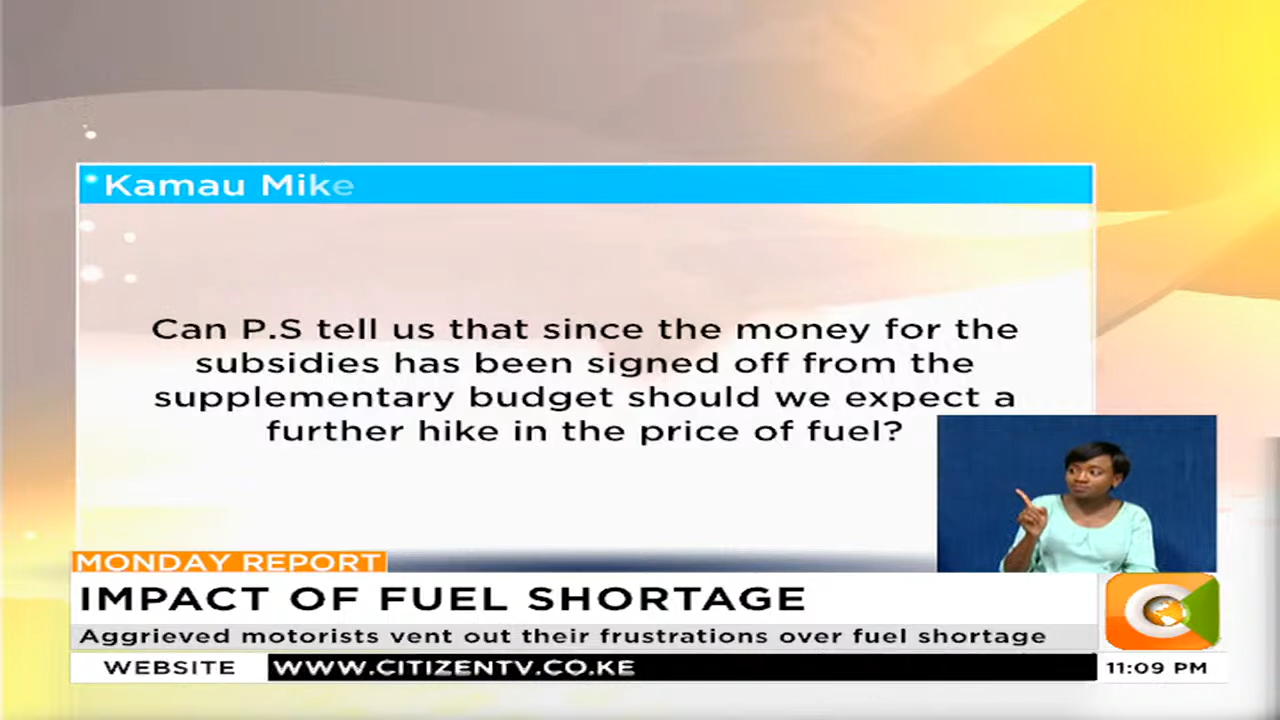 Kamau Mike
Can P.S tell us that since the money for the
subsidies has been signed off from the
supplementary budget should we expect a
further hike in the price of fuel?
MONDAY REPORT
IMPACT OF FUEL SHORTAGE
Aggrieved motorists vent out their frustrations over fuel shortage
WEBSITE WWW.CITIZENTV.CO.KE
11:09 PM